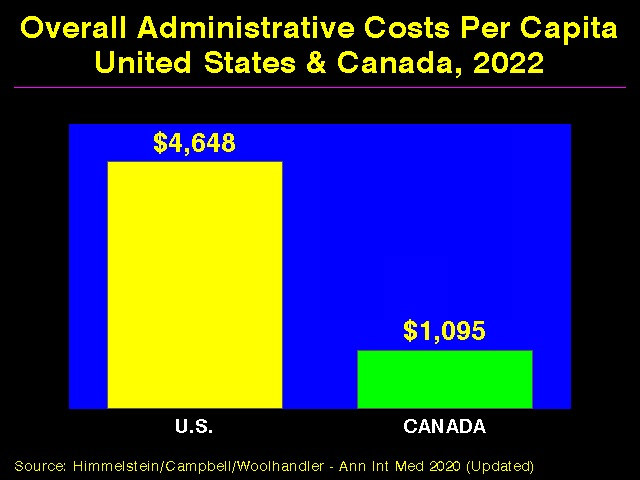 Overall Administrative Costs Per Capita
United States & Canada, 2022
$4,648
$1,095
U.S.
CANADA
Source: Himmelstein/Campbell/Woolhandler - Ann Int Med 2020 (Updated)